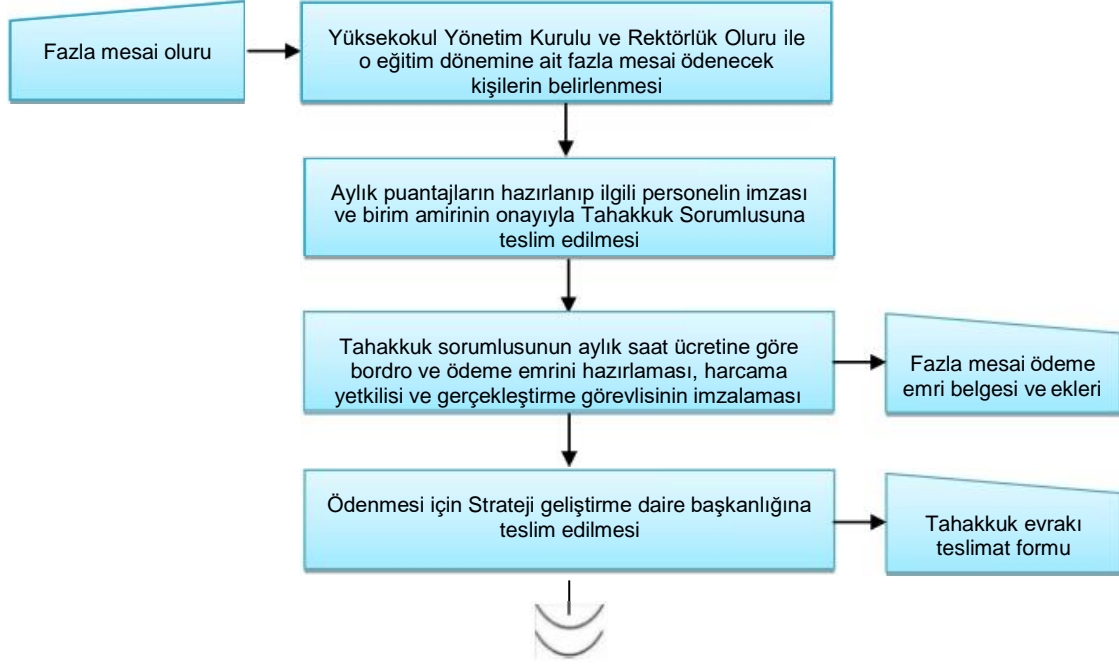 Fazla mesai oluru
Yüksekokul Yönetim Kurulu ve Rektörlük Oluru ile
o eğitim dönemine ait fazla mesai ödenecek
kişilerin belirlenmesi
Aylık puantajların hazırlanıp ilgili personelin imzası
ve birim amirinin onayıyla Tahakkuk Sorumlusuna
teslim edilmesi
Tahakkuk sorumlusunun aylık saat ücretine göre
bordro ve ödeme emrini hazırlaması, harcama
yetkilisi ve gerçekleştirme görevlisinin imzalaması
Fazla mesai ödeme
emri belgesi ve ekleri
Ödenmesi için Strateji geliştirme daire başkanlığına
teslim edilmesi
Tahakkuk evrakı
teslimat formu